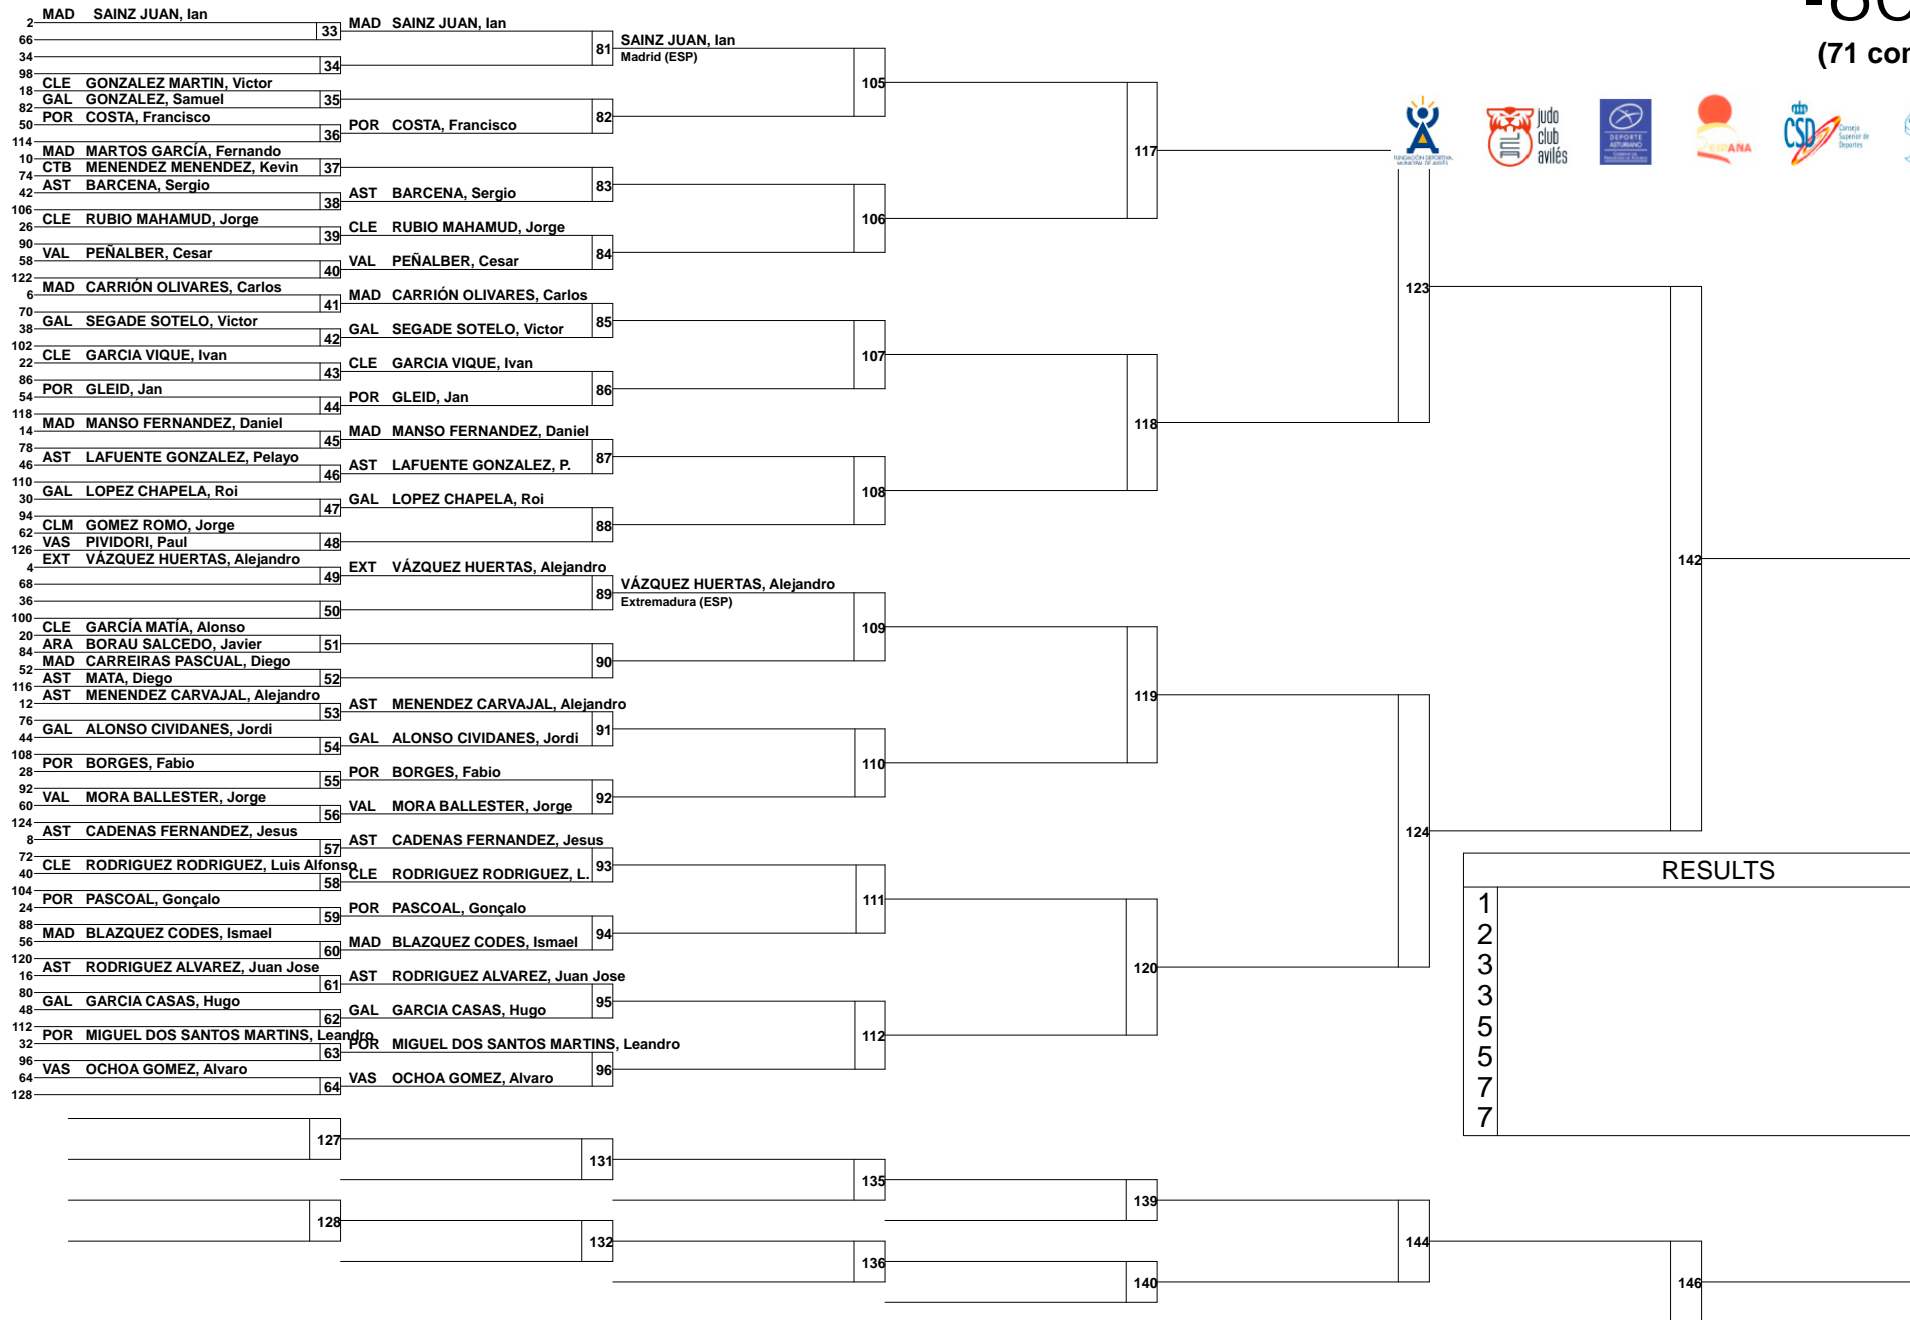 (71 con
2 MAD SAINZ JUAN, Ian
66
33 MAD SAINZ JUAN, Ian
34
98
34
81 SAINZ JUAN, Ian
Madrid (ESP)
18 CLE GONZALEZ MARTIN, Victor
82 GAL GONZALEZ, Samuel
35
50 POR COSTA, Francisco
114
36 POR COSTA, Francisco
82
105
10 MAD MARTOS GARCÍA, Fernando
74 CTB MENENDEZ MENENDEZ, Kevin
37
42 AST BARCENA, Sergio
106
38 AST BARCENA, Sergio
83
26 CLE RUBIO MAHAMUD, Jorge
90
39 CLE RUBIO MAHAMUD, Jorge
58 VAL PEÑALBER, Cesar
122
40 VAL PEÑALBER, Cesar
84
106
117
6 MAD CARRIÓN OLIVARES, Carlos
70
41 MAD CARRIÓN OLIVARES, Carlos
38 GAL SEGADE SOTELO, Victor
102
42 GAL SEGADE SOTELO, Victor
85
22 CLE GARCIA VIQUE, Ivan
86
43 CLE GARCIA VIQUE, Ivan
54 POR GLEID, Jan
118
44 POR GLEID, Jan
86
107
14 MAD MANSO FERNANDEZ, Daniel
78
45 MAD MANSO FERNANDEZ, Daniel
46 AST LAFUENTE GONZALEZ, Pelayo
110
46 AST LAFUENTE GONZALEZ, P.
87
30 GAL LOPEZ CHAPELA, Roi
94
47 GAL LOPEZ CHAPELA, Roi
62 CLM GOMEZ ROMO, Jorge
126 VAS PIVIDORI, Paul
48
88
108
118
123
4 EXT VÁZQUEZ HUERTAS, Alejandro
68
49 EXT VÁZQUEZ HUERTAS, Alejandro
36
100
50
89 VÁZQUEZ HUERTAS, Alejandro
Extremadura (ESP)
20 CLE GARCÍA MATÍA, Alonso
84 ARA BORAU SALCEDO, Javier
51
52 MAD CARREIRAS PASCUAL, Diego
116 AST MATA, Diego
52
90
109
12 AST MENENDEZ CARVAJAL, Alejandro
76
53 AST MENENDEZ CARVAJAL, Alejandro
44 GAL ALONSO CIVIDANES, Jordi
108
54 GAL ALONSO CIVIDANES, Jordi
91
28 POR BORGES, Fabio
92
55 POR BORGES, Fabio
60 VAL MORA BALLESTER, Jorge
124
56 VAL MORA BALLESTER, Jorge
92
110
119
8 AST CADENAS FERNANDEZ, Jesus
72
57 AST CADENAS FERNANDEZ, Jesus
40 CLE RODRIGUEZ RODRIGUEZ, Luis Alfonso
104
58 CLE RODRIGUEZ RODRIGUEZ, L.
93
24 POR PASCOAL, Gonçalo
88
59 POR PASCOAL, Gonçalo
56 MAD BLAZQUEZ CODES, Ismael
120
60 MAD BLAZQUEZ CODES, Ismael
94
111
16 AST RODRIGUEZ ALVAREZ, Juan Jose
80
61 AST RODRIGUEZ ALVAREZ, Juan Jose
48 GAL GARCIA CASAS, Hugo
112
62 GAL GARCIA CASAS, Hugo
95
32 POR MIGUEL DOS SANTOS MARTINS, Leandro
96
63 POR MIGUEL DOS SANTOS MARTINS, Leandro
64 VAS OCHOA GOMEZ, Alvaro
128
64 VAS OCHOA GOMEZ, Alvaro
96
112
120
124
142
judo
club
avilés
DEPORTE
ASTURIANO
CSD
Consejo
Superior de
Deportes
RESULTS
1
2
3
3
5
5
7
7
127
131
135
139
128
132
136
140
144
146